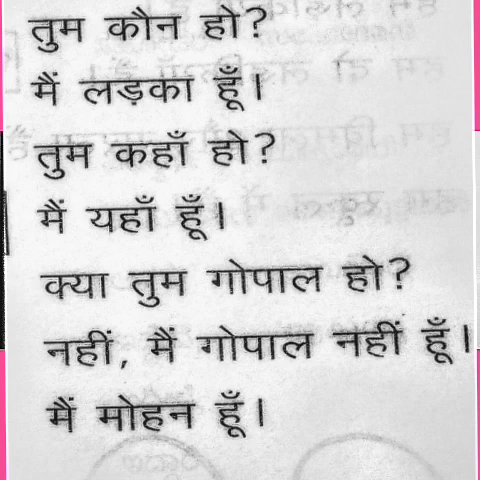 तुम कौन हो?
मैं लड़का हूँ।
तुम कहाँ हो?
मैं यहाँ हूँ।
क्या तुम गोपाल हो?
नहीं, मैं गोपाल नहीं हूँ।
मैं मोहन हूँ।